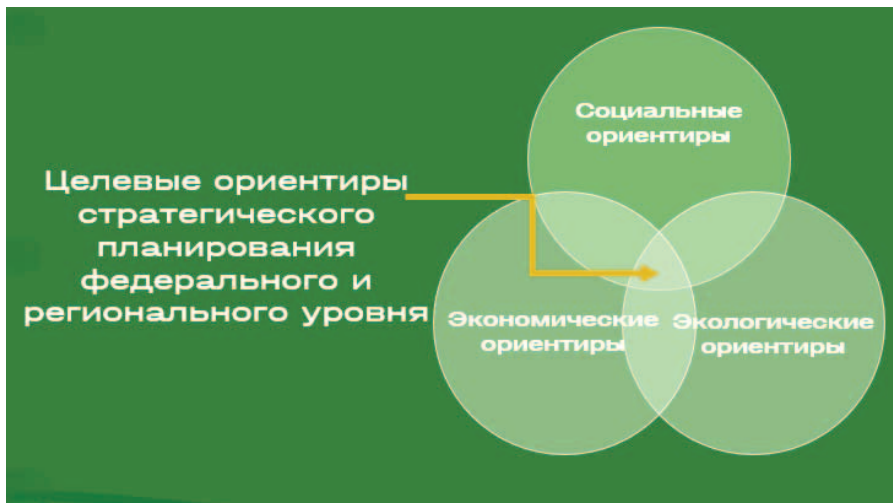 Целевые ориентиры
стратегического
планирования
федерального и
регионального уровня
Социальные
ориентиры
Экономические
ориентиры
Экологические
ориентиры